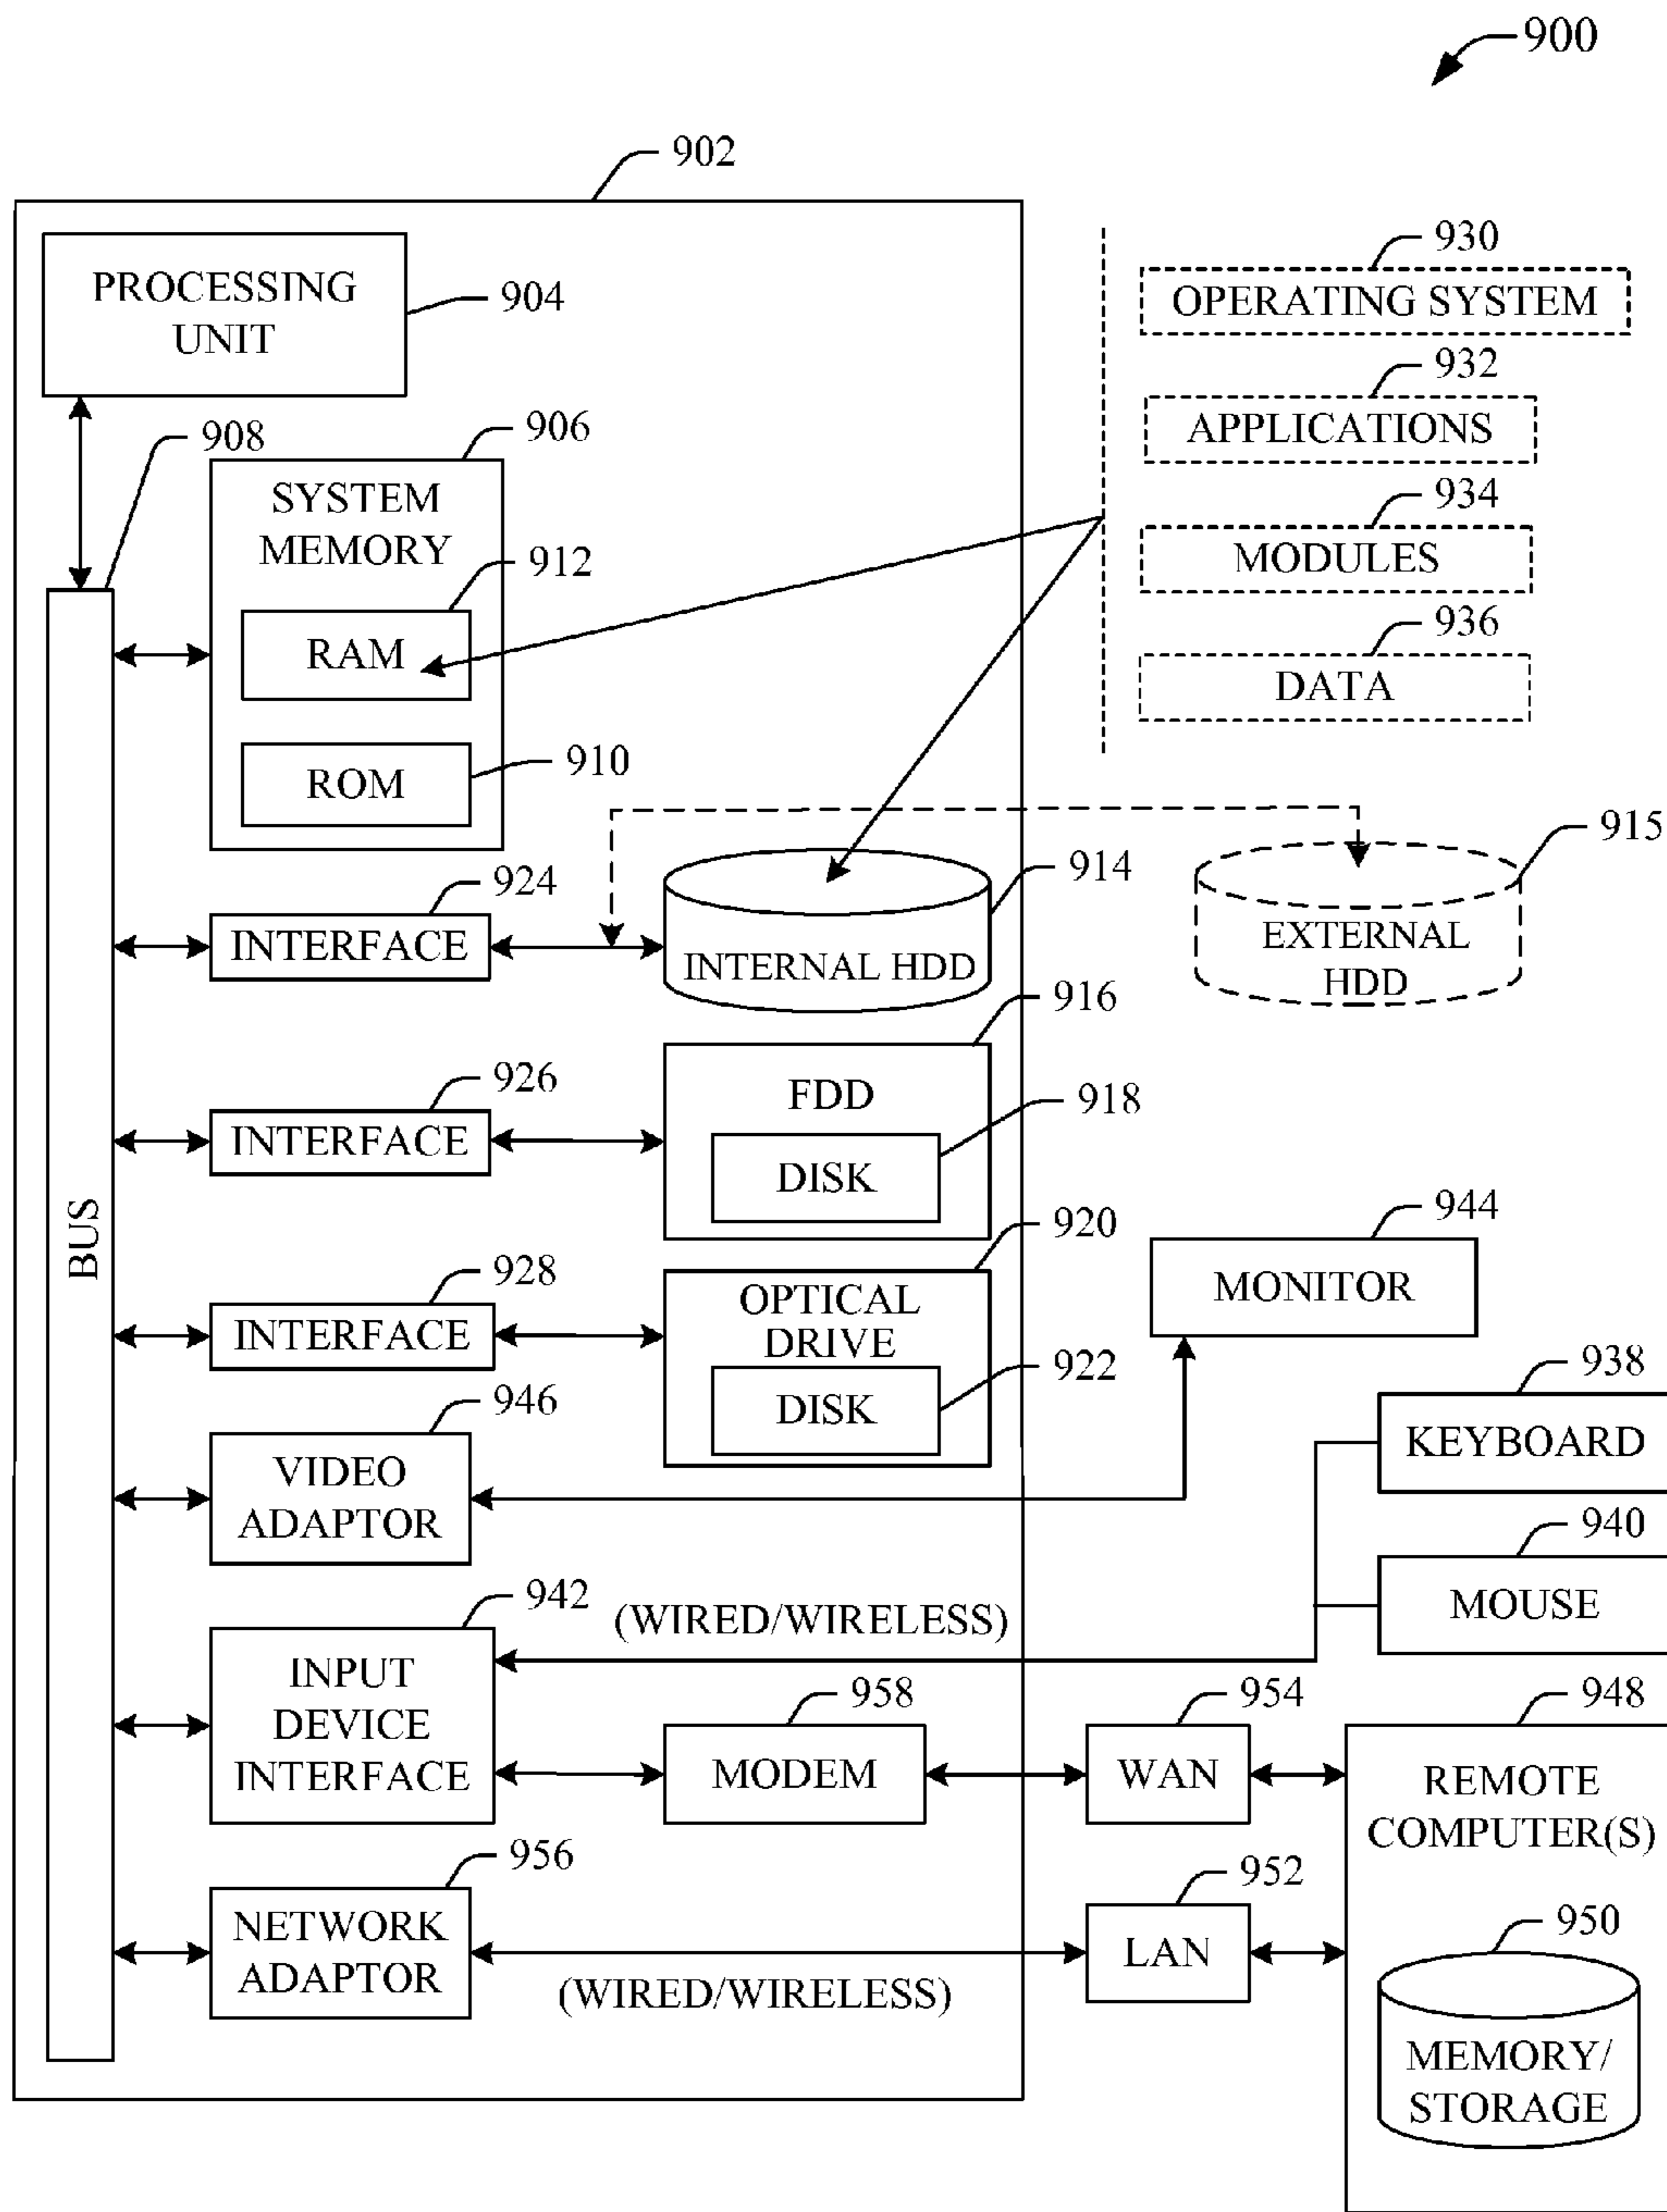 900
902
PROCESSING
UNIT
904
930
OPERATING SYSTEM
932
APPLICATIONS
934
MODULES
936
DATA
908
906
SYSTEM
MEMORY
912
RAM
910
ROM
924
INTERFACE
914
INTERNAL HDD
915
EXTERNAL
HDD
926
INTERFACE
916
FDD
918
DISK
BUS
928
INTERFACE
920
OPTICAL
DRIVE
922
DISK
944
MONITOR
946
VIDEO
ADAPTOR
938
KEYBOARD
940
MOUSE
942
INPUT
DEVICE
INTERFACE
(WIRED/WIRELESS)
958
MODEM
954
WAN
948
REMOTE
COMPUTER(S)
956
NETWORK
ADAPTOR
(WIRED/WIRELESS)
952
LAN
950
MEMORY/
STORAGE